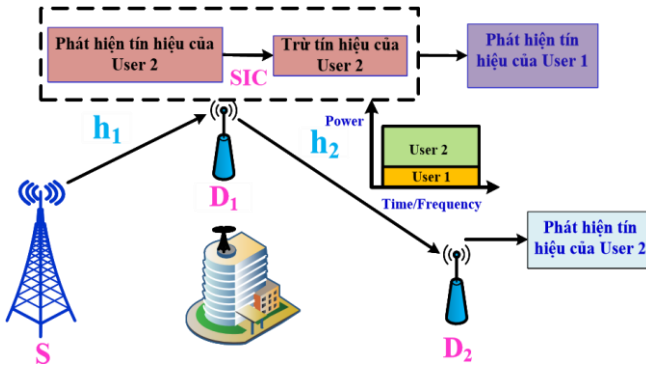 Phát hiện tín hiệu của
User 2
Trừ tín hiệu của
User 2
SIC
Phát hiện tín
hiệu của User 1
h1
D1
h2
Power
User 2
User 1
Time/Frequency
Phát hiện tín
hiệu của User 2
S
D2